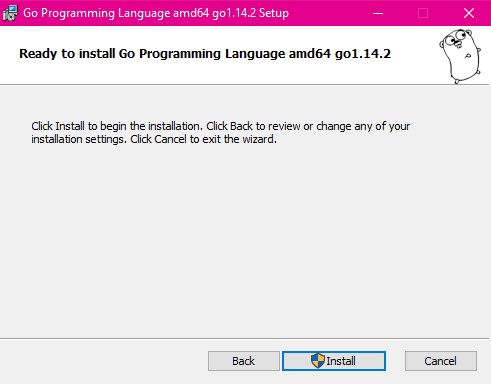 Go Programming Language amd64 go1.14.2 Setup
Ready to install Go Programming Language amd64 go1.14.2
Click Install to begin the installation. Click Back to review or change any of your
installation settings. Click Cancel to exit the wizard.
Back Install Cancel